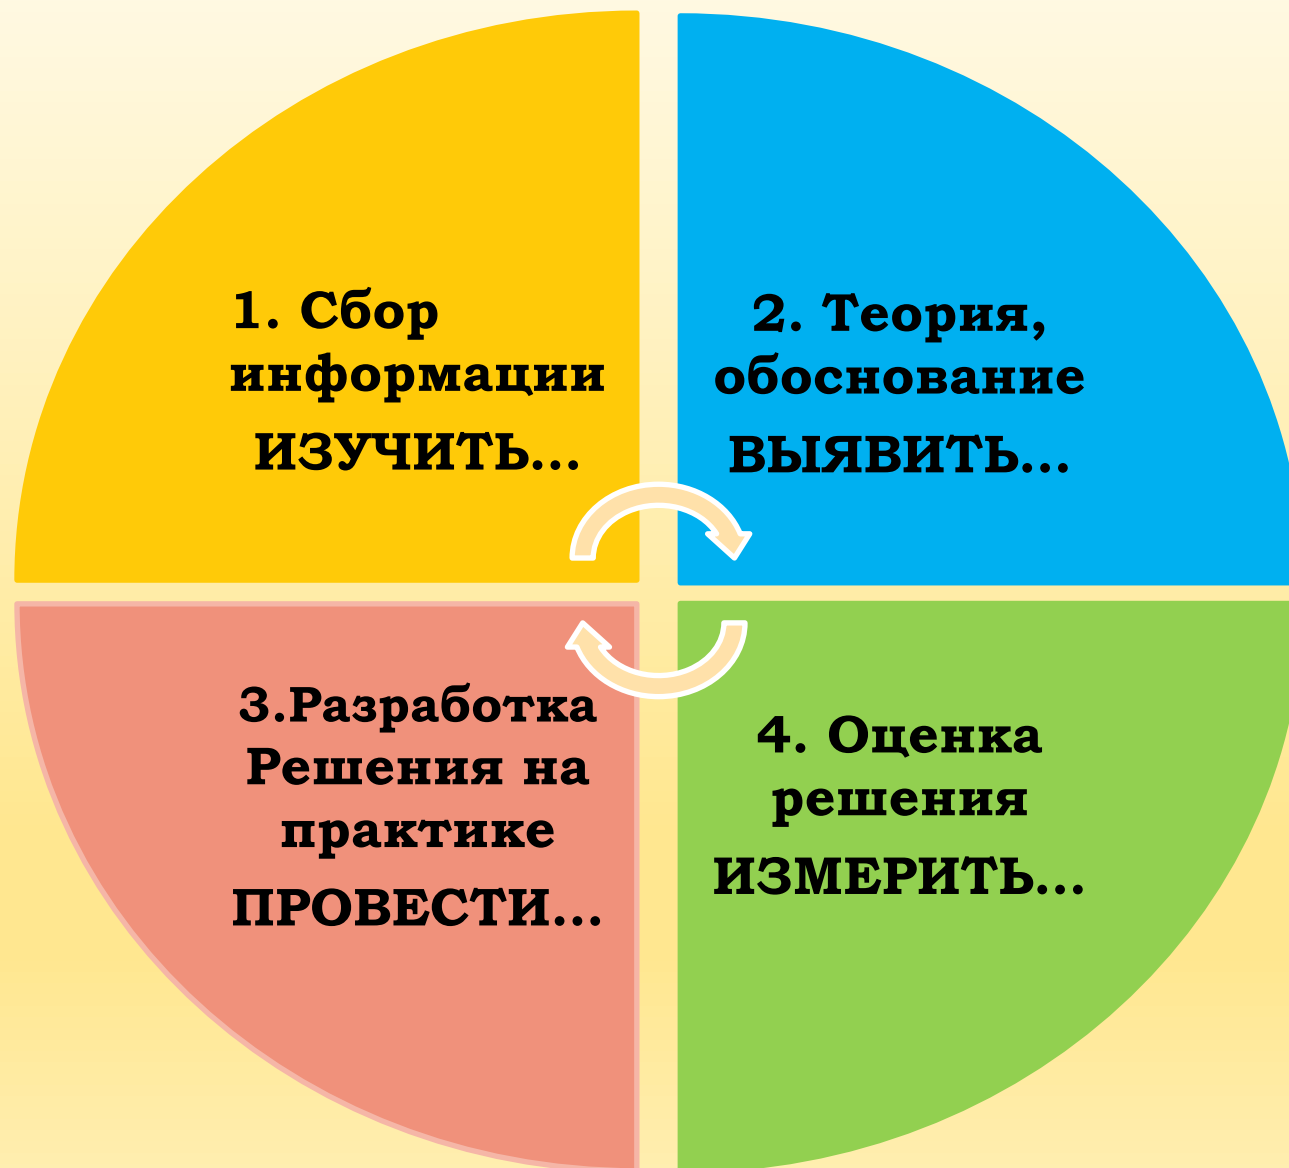 1. Сбор
информации
ИЗУЧИТЬ...
2. Теория,
обоснование
ВЫЯВИТЬ...
3.Разработка
Решения на
практике
ПРОВЕСТИ...
4. Оценка
решения
ИЗМЕРИТЬ...